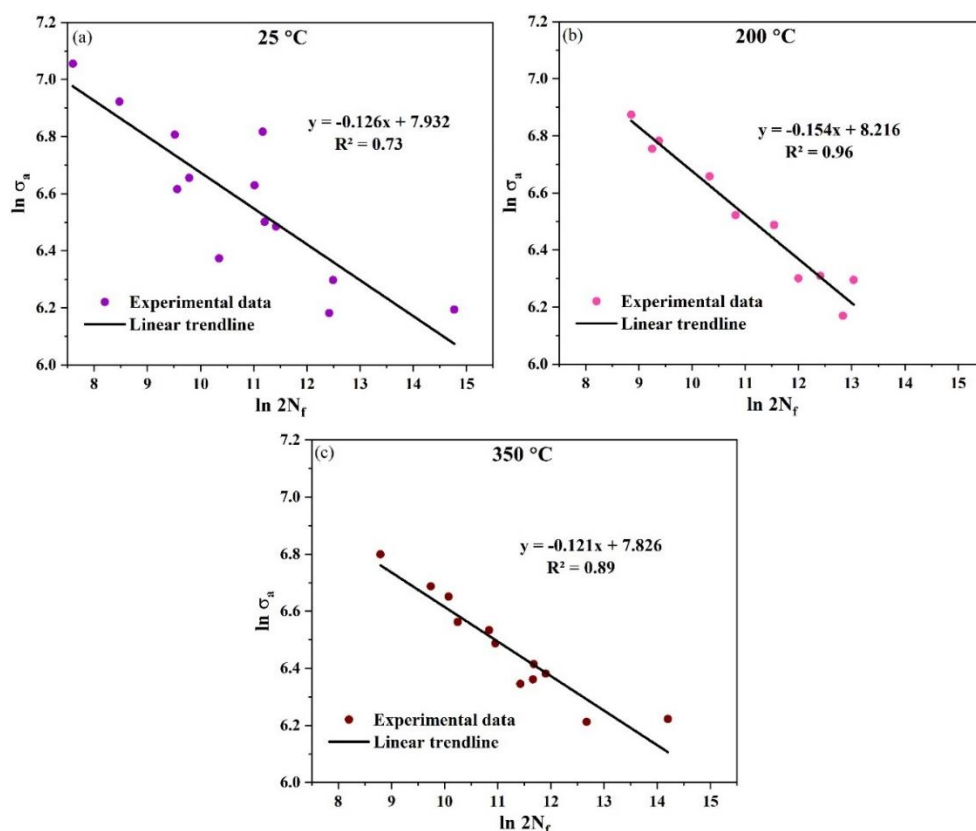 (a)
25 °C
7.2
7.0
6.8
6.6
6.4
6.2
6.0
ln σa
y = -0.126x + 7.932
R² = 0.73
Experimental data
Linear trendline
8 9 10 11 12 13 14 15
ln 2Nf
(b)
200 °C
7.2
7.0
6.8
6.6
6.4
6.2
6.0
ln σa
y = -0.154x + 8.216
R² = 0.96
Experimental data
Linear trendline
8 9 10 11 12 13 14 15
ln 2Nf
(c)
350 °C
7.2
7.0
6.8
6.6
6.4
6.2
6.0
ln σa
y = -0.121x + 7.826
R² = 0.89
Experimental data
Linear trendline
8 9 10 11 12 13 14 15
ln 2Nf